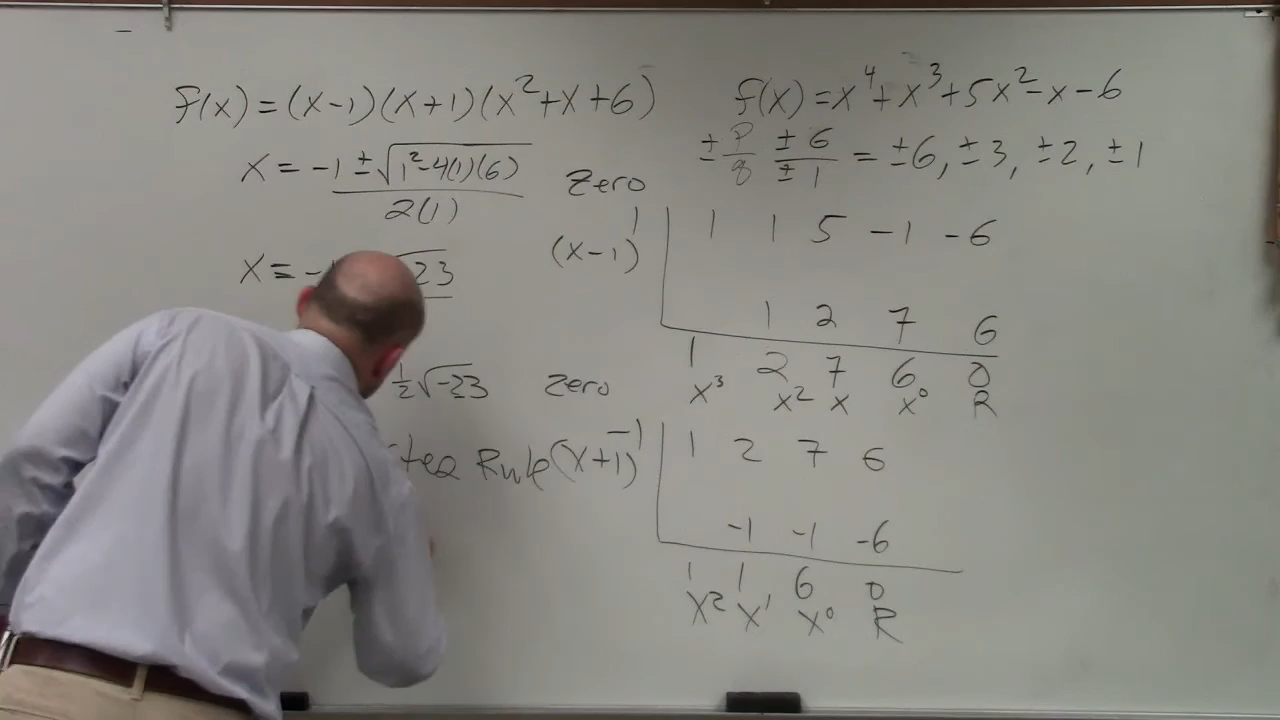 f(x) = (x-1)(x+1)(x²+x+6)
x = -1 ± √1²-4(1)(6)
2(1)
x = √-23
½√-23
Rule
f(x) = x⁴+x³+5x²-x-6
± p/q ±6/±1 = ±6, ±3, ±2, ±1
Zero
1 | 1 1 5 -1 -6
(x-1)
1 2 7 6
1 2 7 6 0
x³ x² x x⁰ R
zero
-1 | 1 2 7 6
(x+1)
-1 -1 -6
1 1 6 0
x² x¹ x⁰ R